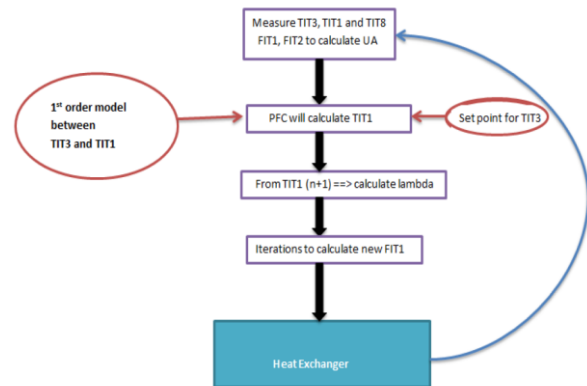 Measure TIT3, TIT1 and TIT8
FIT1, FIT2 to calculate UA
1st order model
between
TIT3 and TIT1
PFC will calculate TIT1
Set point for TIT3
From TIT1 (n+1) ==> calculate lambda
Iterations to calculate new FIT1
Heat Exchanger